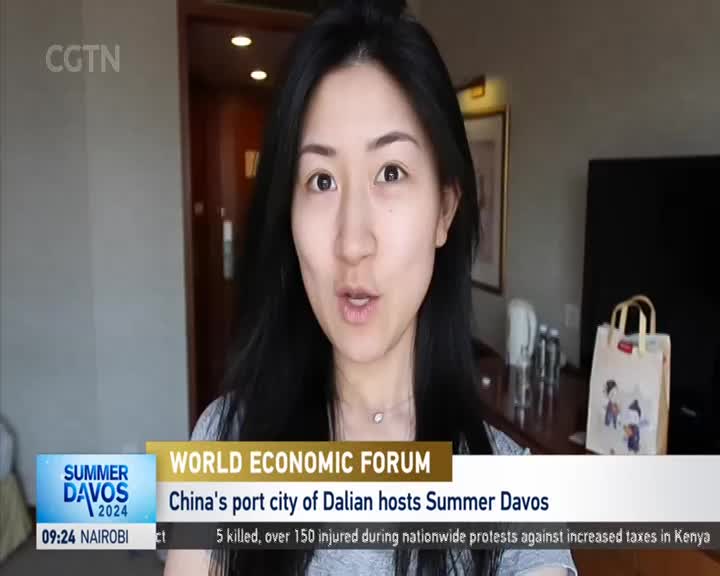 CGTN
WORLD ECONOMIC FORUM
SUMMER
DAVOS
2024
China's port city of Dalian hosts Summer Davos
09:24 NAIROBI
ct 5 killed, over 150 injured during nationwide protests against increased taxes in Kenya